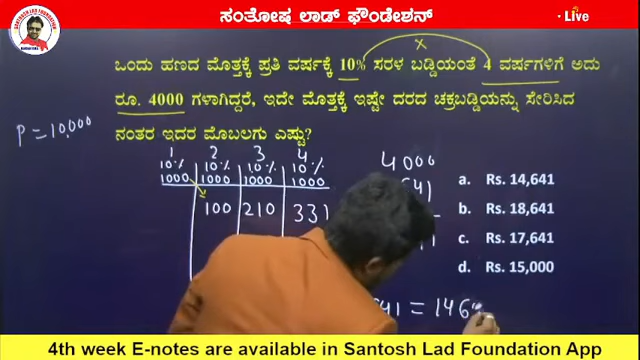 SANTOSH LAD FOUNDATION
ಸಂತೋಷ ಲಾಡ್ ಫೌಂಡೇಶನ್
Live
ಒಂದು ಹಣದ ಮೊತ್ತಕ್ಕೆ ಪ್ರತಿ ವರ್ಷಕ್ಕೆ 10% ಸರಳ ಬಡ್ಡಿಯಂತೆ 4 ವರ್ಷಗಳಿಗೆ ಅದು
ರೂ. 4000 ಗಳಾಗಿದ್ದರೆ, ಇದೇ ಮೊತ್ತಕ್ಕೆ ಇಷ್ಟೇ ದರದ ಚಕ್ರಬಡ್ಡಿಯನ್ನು ಸೇರಿಸಿದ
ನಂತರ ಇದರ ಮೊಬಲಗು ಎಷ್ಟು?
P = 10,000
1 2 3 4
10% 10% 10% 10%
1000 1000 1000 1000
100 210 331
4000
a. Rs. 14,641
b. Rs. 18,641
c. Rs. 17,641
d. Rs. 15,000
4th week E-notes are available in Santosh Lad Foundation App